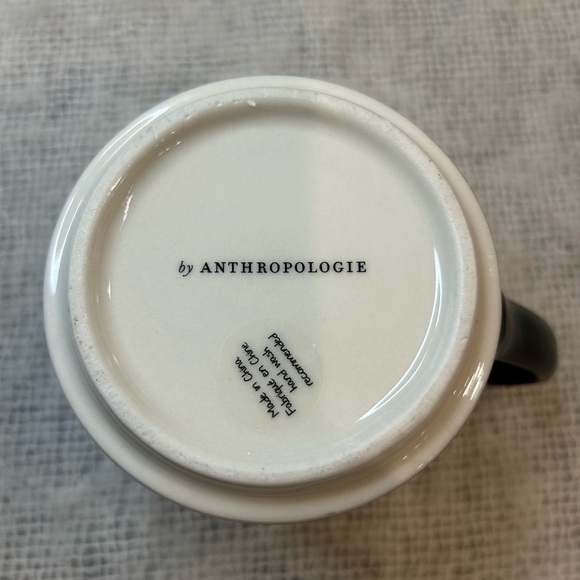 by ANTHROPOLOGIE
Made in China.
Fabriqué en Chine
hand wash
recommended